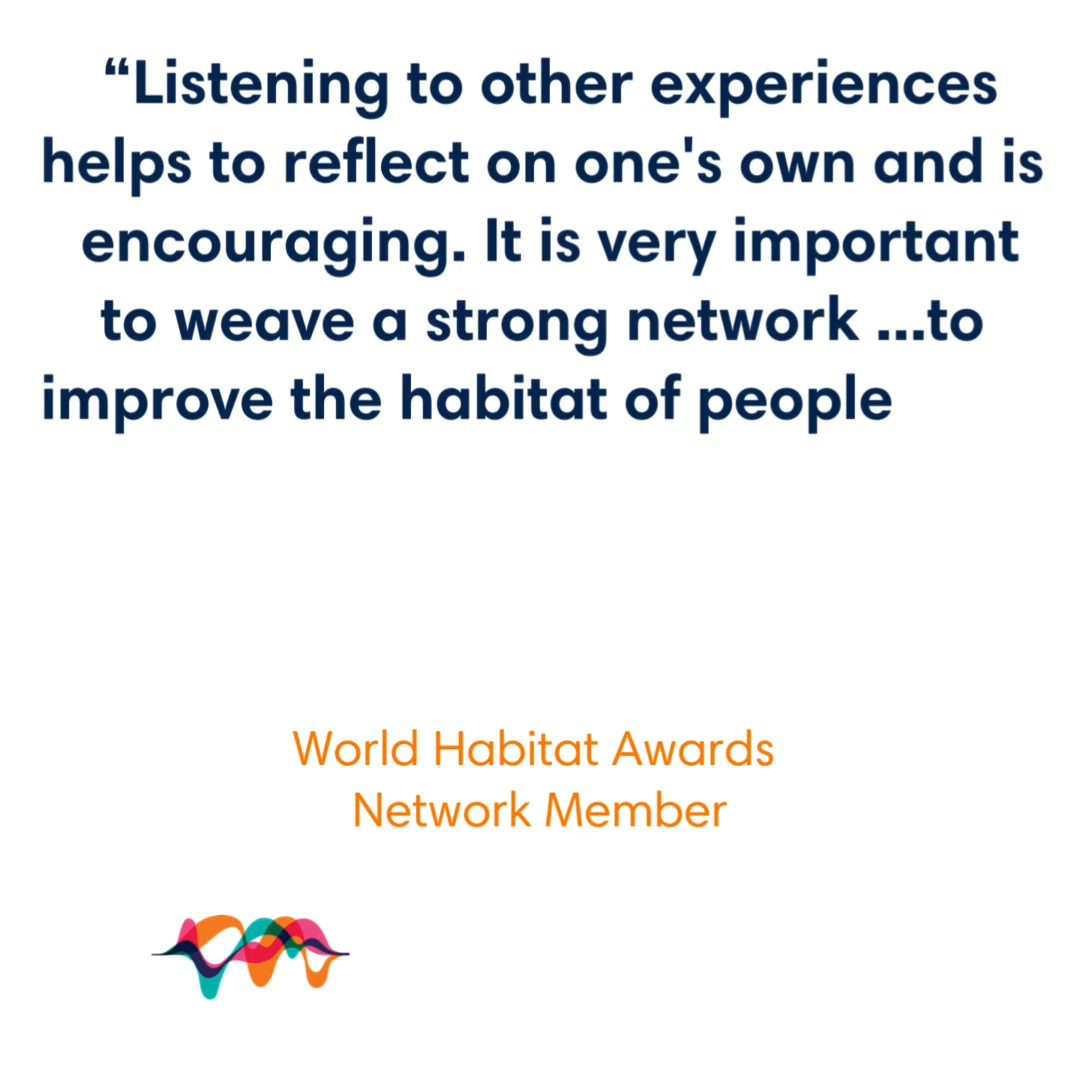 “Listening to other experiences
helps to reflect on one's own and is
encouraging. It is very important
to weave a strong network ...to
improve the habitat of people
World Habitat Awards
Network Member